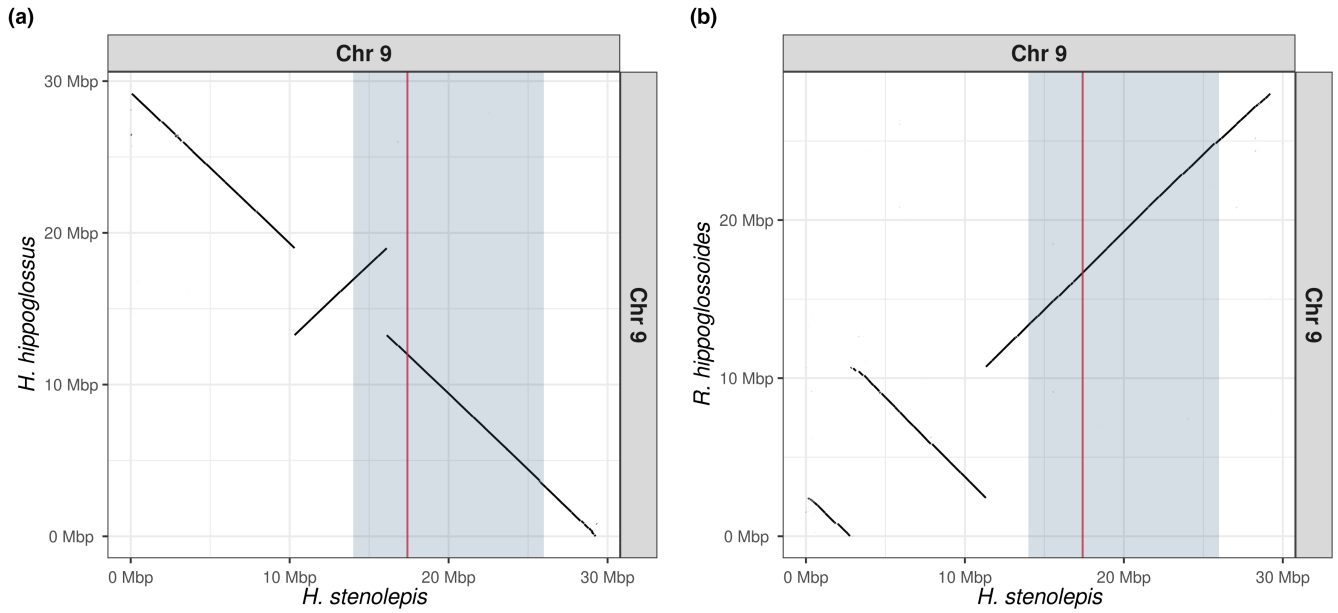 (a)
Chr 9
30 Mbp
20 Mbp
10 Mbp
0 Mbp
H. hippoglossus
Chr 9
0 Mbp
10 Mbp
20 Mbp
30 Mbp
H. stenolepis
(b)
Chr 9
20 Mbp
10 Mbp
0 Mbp
R. hippoglossoides
Chr 9
0 Mbp
10 Mbp
20 Mbp
30 Mbp
H. stenolepis